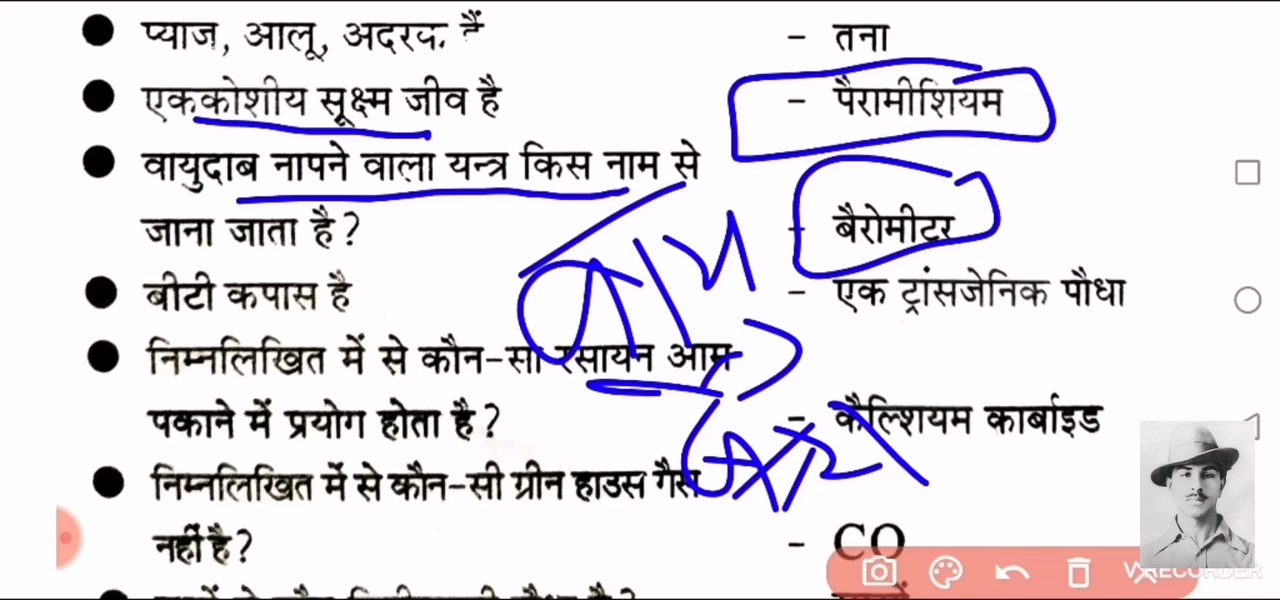 प्याज, आलू, अदरक हैं - तना
एककोशीय सूक्ष्म जीव है - पैरामीशियम
वायुदाब नापने वाला यन्त्र किस नाम से
जाना जाता है? - बैरोमीटर
बीटी कपास है - एक ट्रांसजेनिक पौधा
निम्नलिखित में से कौन-सा रसायन आम
पकाने में प्रयोग होता है? - कैल्शियम कार्बाइड
निम्नलिखित में से कौन-सी ग्रीन हाउस गैस
नहीं है? - CO